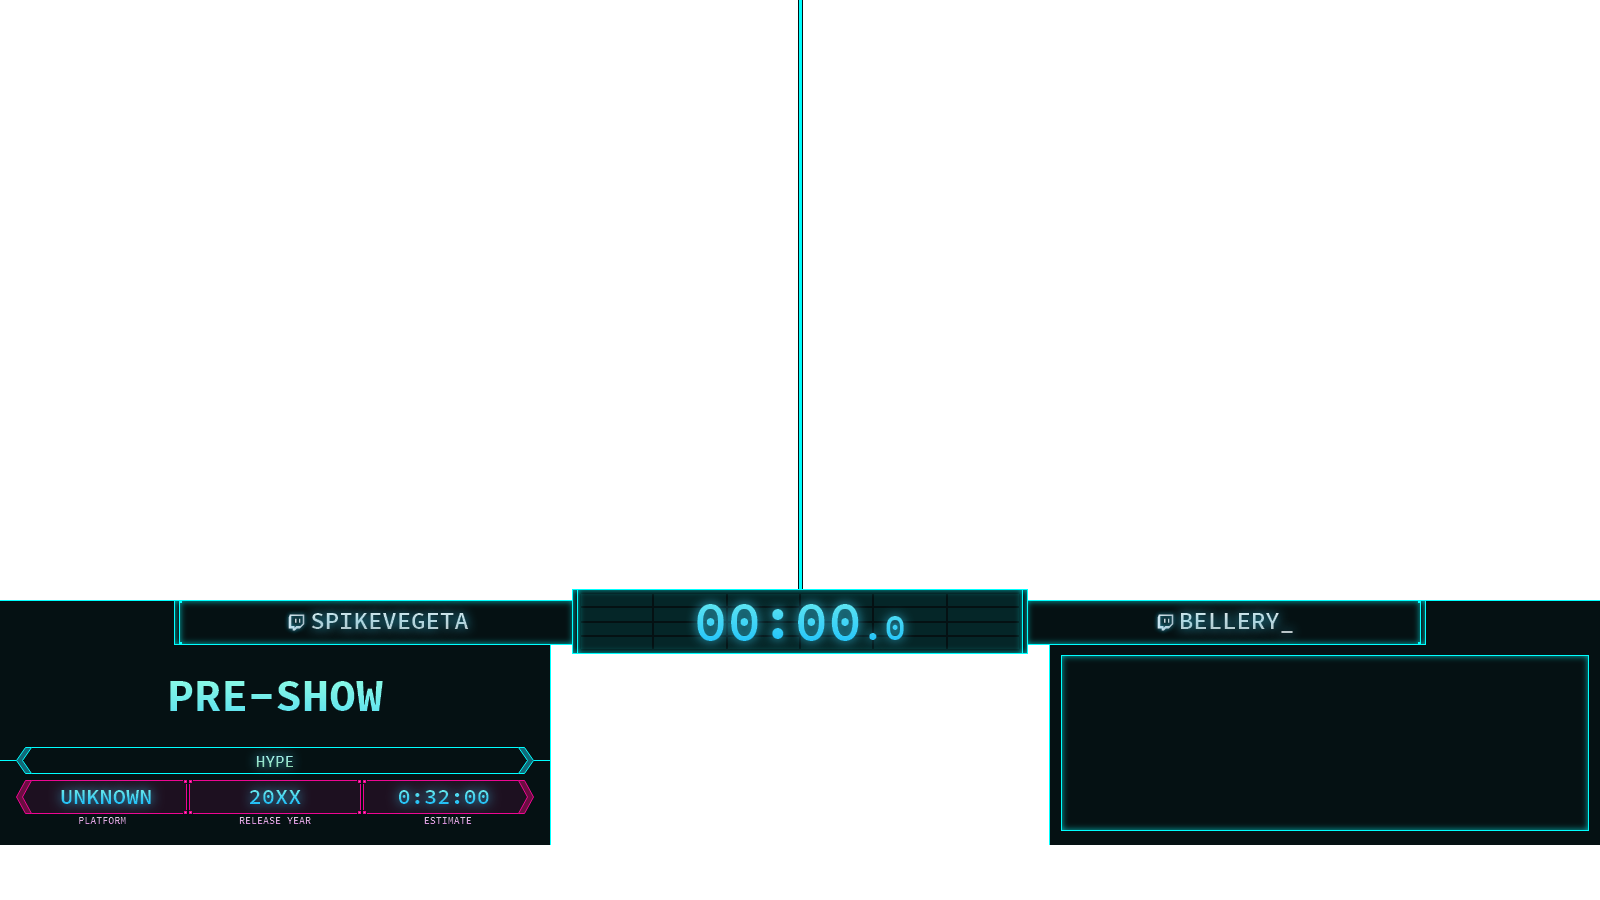 SPIKEVEGETA
00:00.0
BELLERY_
PRE-SHOW
HYPE
UNKNOWN
20XX
0:32:00
PLATFORM
RELEASE YEAR
ESTIMATE